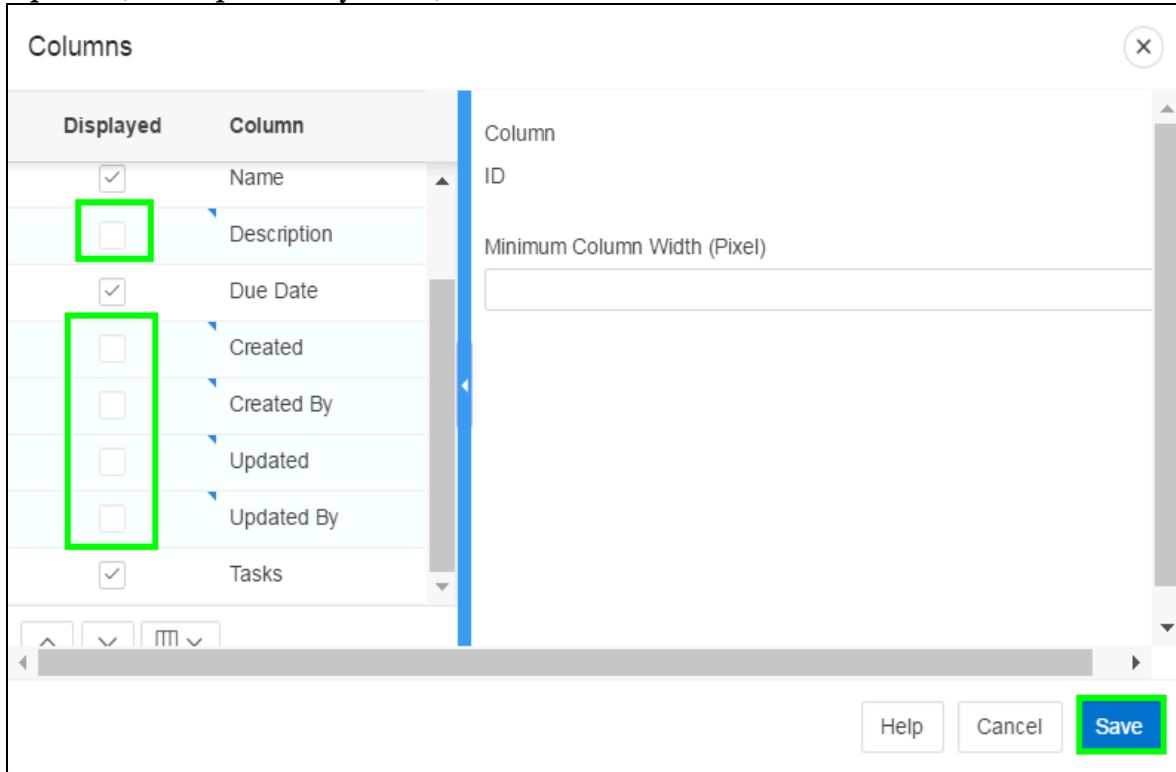 Columns
Displayed Column
Name
Description
Due Date
Created
Created By
Updated
Updated By
Tasks
Column
ID
Minimum Column Width (Pixel)
Help Cancel Save